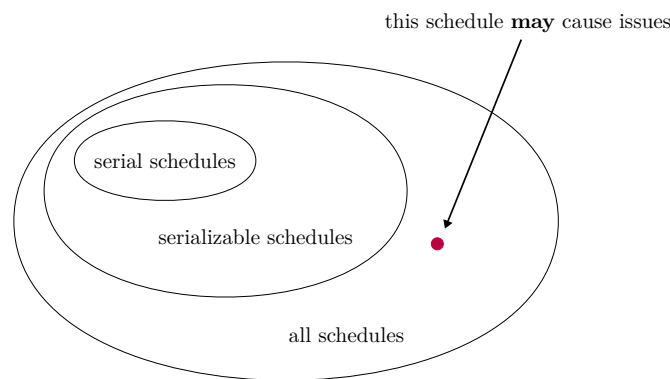 this schedule may cause issues
serial schedules
serializable schedules
all schedules